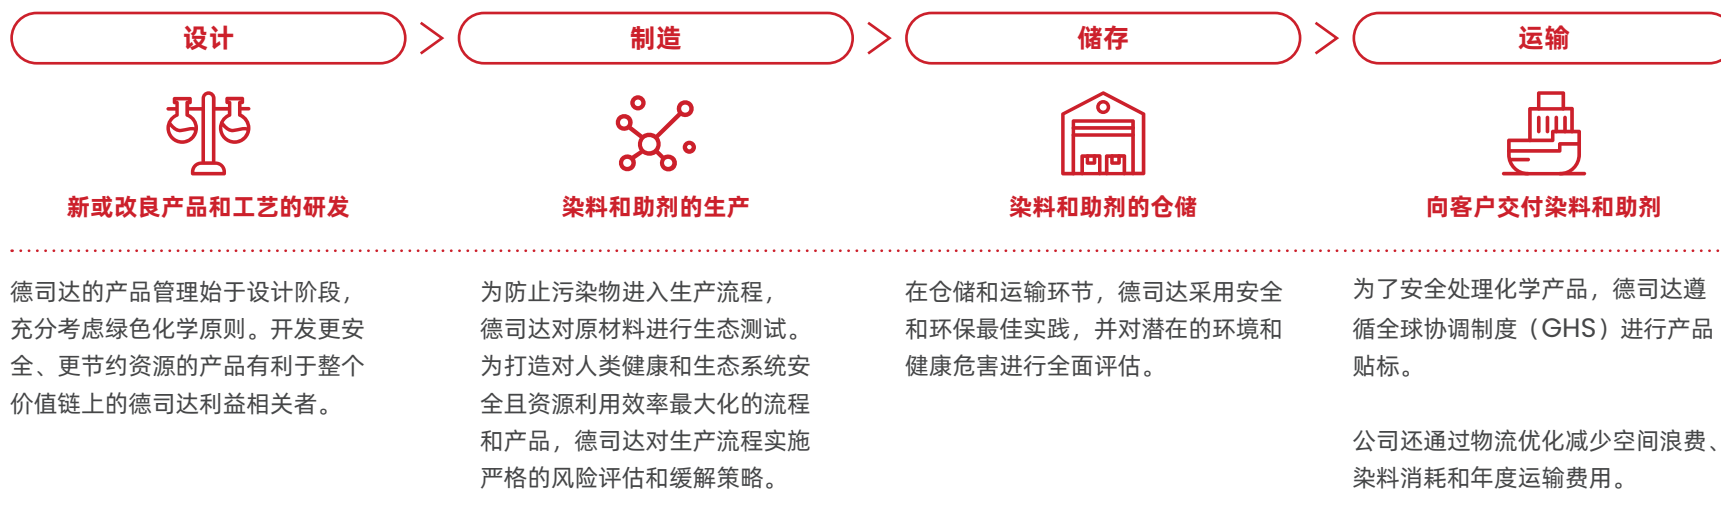 设计
制造
储存
运输
新或改良产品和工艺的研发
染料和助剂的生产
染料和助剂的仓储
向客户交付染料和助剂
德司达的产品管理始于设计阶段，
充分考虑绿色化学原则。开发更安
全、更节约资源的产品有利于整个
价值链上的德司达利益相关者。
为防止污染物进入生产流程，
德司达对原材料进行生态测试。
为打造对人类健康和生态系统安
全且资源利用效率最大化的流程
和产品，德司达对生产流程实施
严格的风险评估和缓解策略。
在仓储和运输环节，德司达采用安全
和环保最佳实践，并对潜在的环境和
健康危害进行全面评估。
为了安全处理化学产品，德司达遵
循全球协调制度（GHS）进行产品
贴标。
公司还通过物流优化减少空间浪费、
染料消耗和年度运输费用。